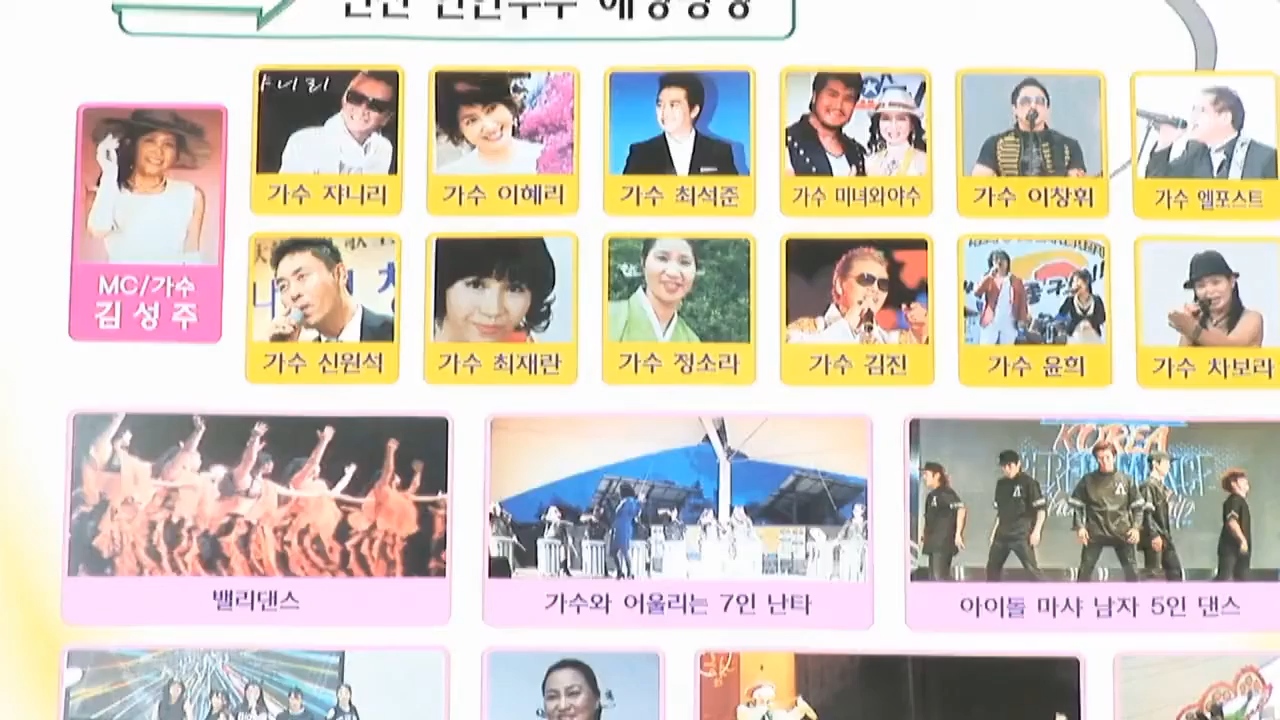 가수 쟈니리
가수 이혜리
가수 최석준
가수 미녀와야수
가수 이창휘
가수 엘포스트
MC/가수
김성주
가수 신원석
가수 최재란
가수 정소라
가수 김진
가수 윤희
가수 차보라
밸리댄스
가수와 어울리는 7인 난타
아이돌 마샤 남자 5인 댄스
KOREA